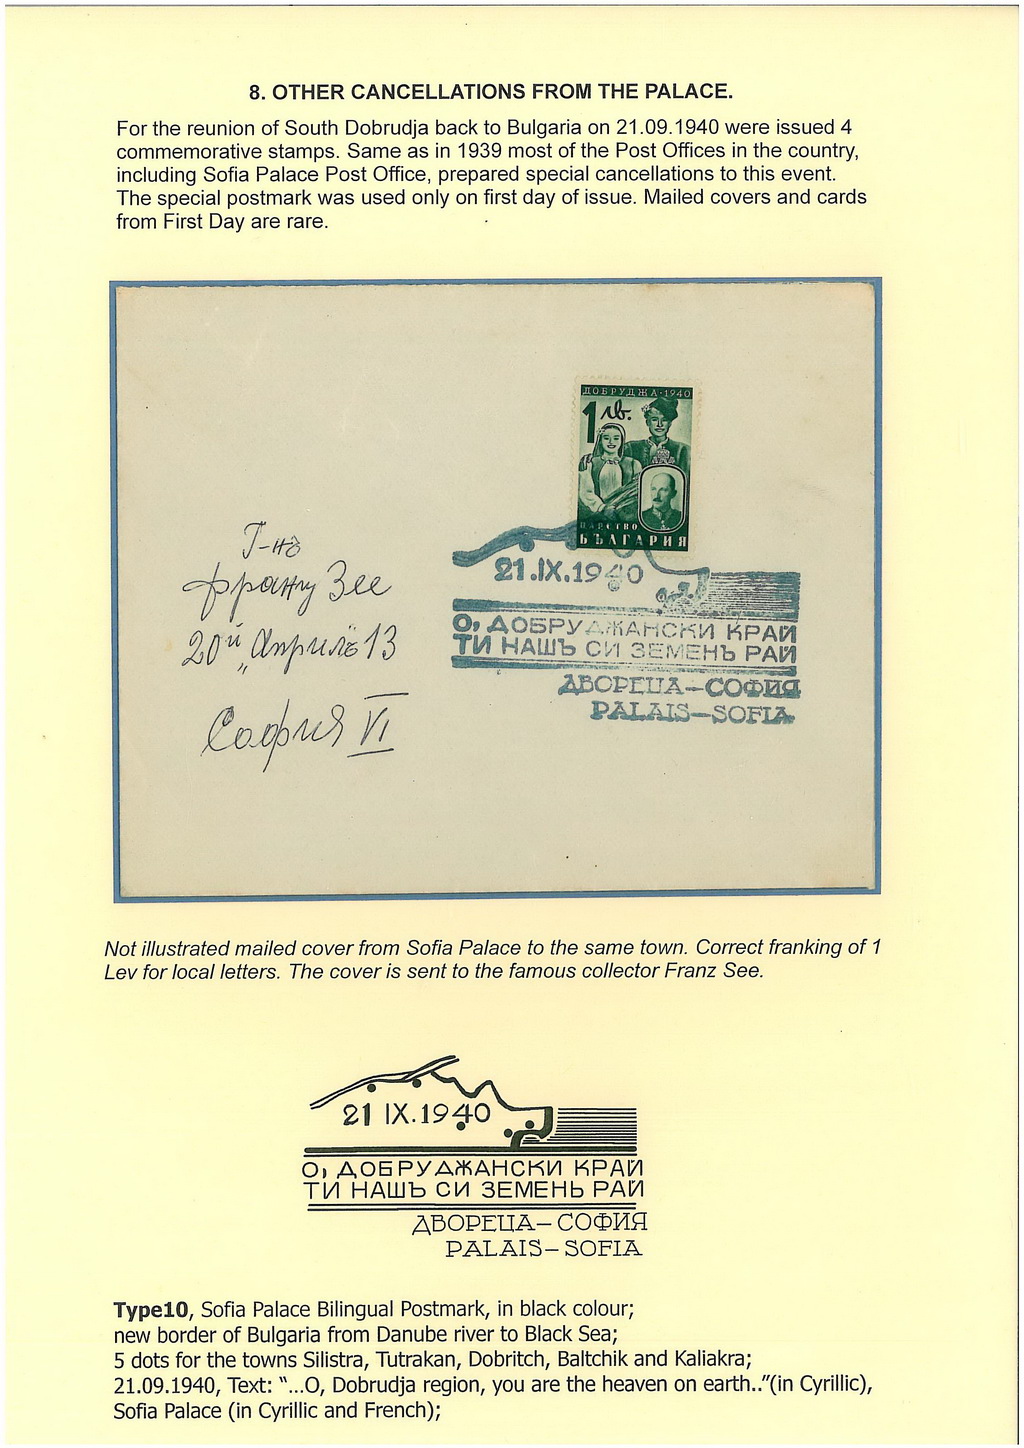 8. OTHER CANCELLATIONS FROM THE PALACE.
For the reunion of South Dobrudja back to Bulgaria on 21.09.1940 were issued 4
commemorative stamps. Same as in 1939 most of the Post Offices in the country,
including Sofia Palace Post Office, prepared special cancellations to this event.
The special postmark was used only on first day of issue. Mailed covers and cards
from First Day are rare.
ДОБРУДЖА·1940
1 лв.
ЦАРСТВО
БЪЛГАРИЯ
Г-нъ
Францъ Зее
20й „Априлъ" 13
София VI
21.IX.1940
О, ДОБРУДЖАНСКИ КРАЙ
ТИ НАШЪ СИ ЗЕМЕНЪ РАЙ
ДВОРЕЦА–СОФИЯ
PALAIS–SOFIA
Not illustrated mailed cover from Sofia Palace to the same town. Correct franking of 1
Lev for local letters. The cover is sent to the famous collector Franz See.
21 IX.1940
О, ДОБРУДЖАНСКИ КРАЙ
ТИ НАШЪ СИ ЗЕМЕНЪ РАЙ
ДВОРЕЦА–СОФИЯ
PALAIS–SOFIA
Type10, Sofia Palace Bilingual Postmark, in black colour;
new border of Bulgaria from Danube river to Black Sea;
5 dots for the towns Silistra, Tutrakan, Dobritch, Baltchik and Kaliakra;
21.09.1940, Text: "...O, Dobrudja region, you are the heaven on earth.."(in Cyrillic),
Sofia Palace (in Cyrillic and French);